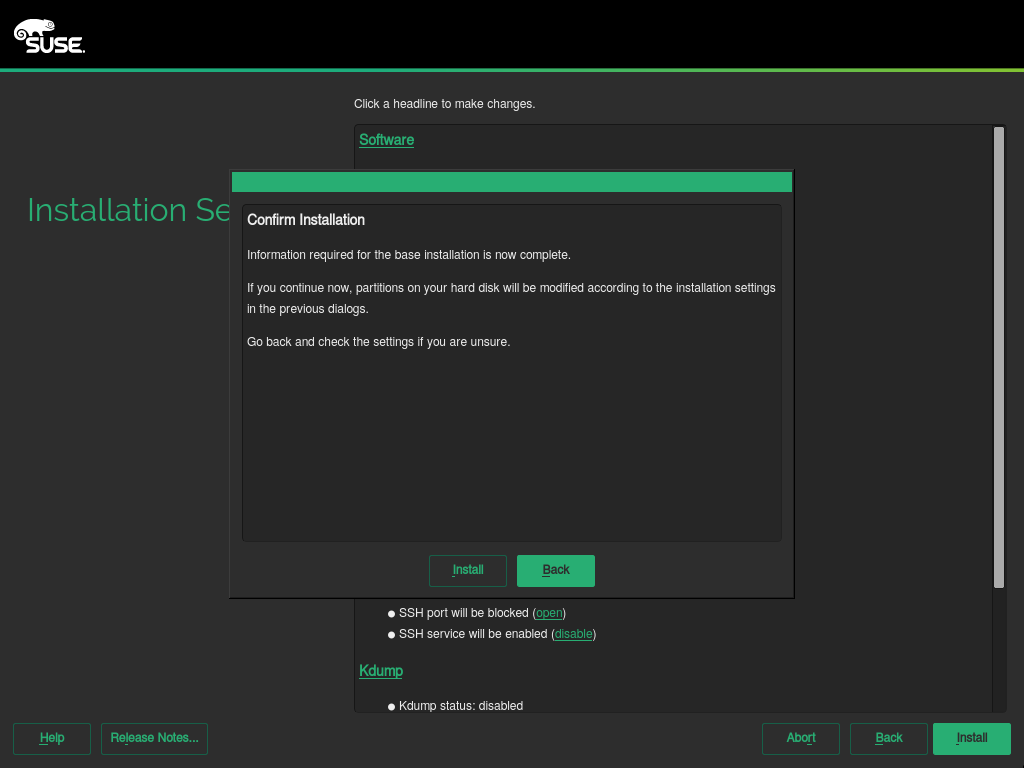 SUSE.
Click a headline to make changes.
Software
Installation Se
Confirm Installation
Information required for the base installation is now complete.
If you continue now, partitions on your hard disk will be modified according to the installation settings
in the previous dialogs.
Go back and check the settings if you are unsure.
Install Back
SSH port will be blocked (open)
SSH service will be enabled (disable)
Kdump
Kdump status: disabled
Help Release Notes... Abort Back Install